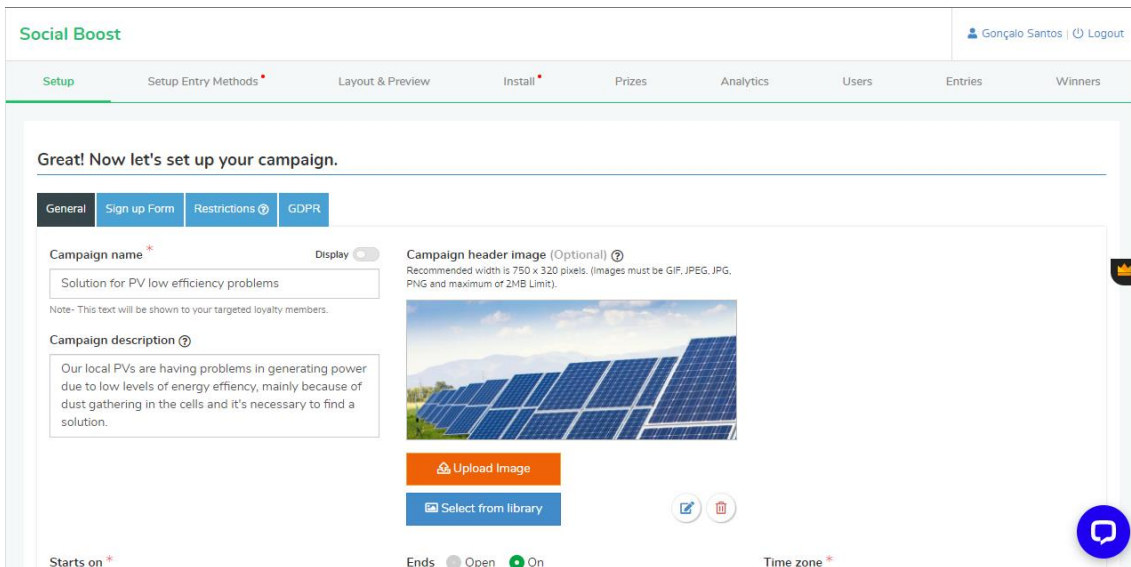 Social Boost
Gonçalo Santos | Logout
Setup
Setup Entry Methods
Layout & Preview
Install
Prizes
Analytics
Users
Entries
Winners
Great! Now let's set up your campaign.
General
Sign up Form
Restrictions ?
GDPR
Campaign name *
Display
Solution for PV low efficiency problems
Note- This text will be shown to your targeted loyalty members.
Campaign description ?
Our local PVs are having problems in generating power
due to low levels of energy effiency, mainly because of
dust gathering in the cells and it's necessary to find a
solution.
Campaign header image (Optional) ?
Recommended width is 750 x 320 pixels. (Images must be GIF, JPEG, JPG,
PNG and maximum of 2MB Limit).
Upload Image
Select from library
Starts on *
Ends Open On
Time zone *